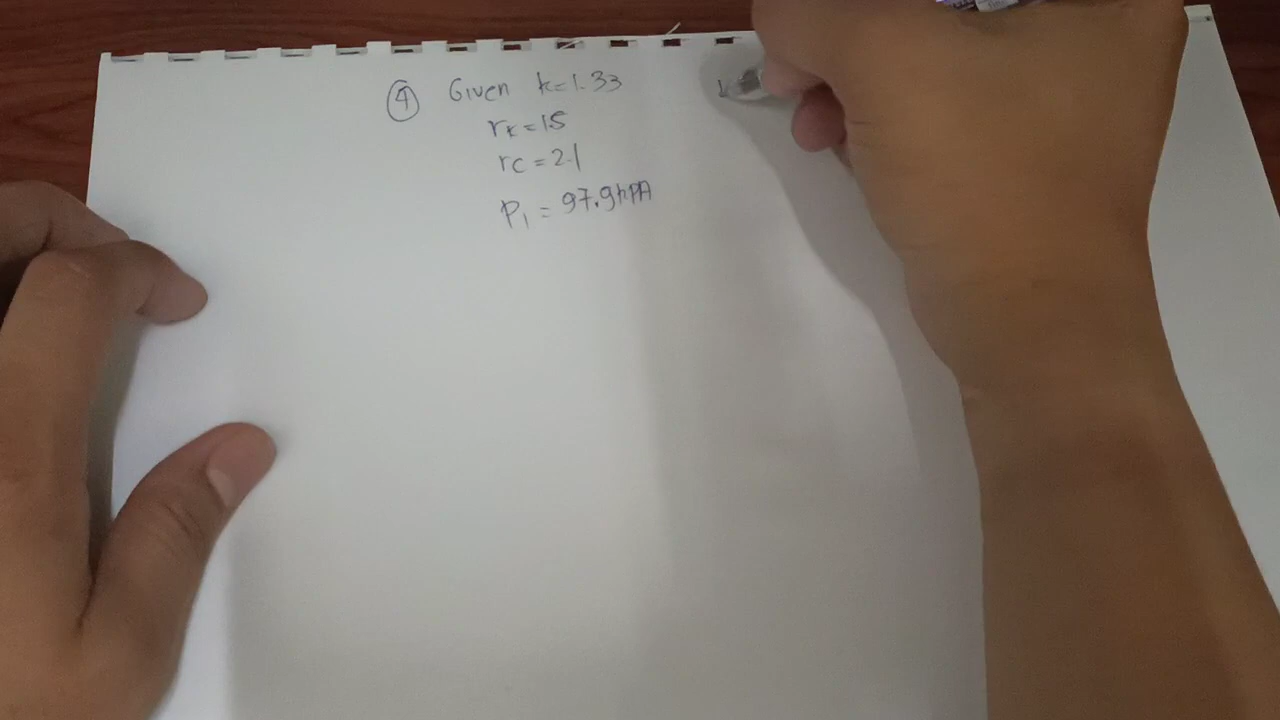 ④ Given k=1.33
rk=15
rc=2.1
P₁ = 97.9kPA